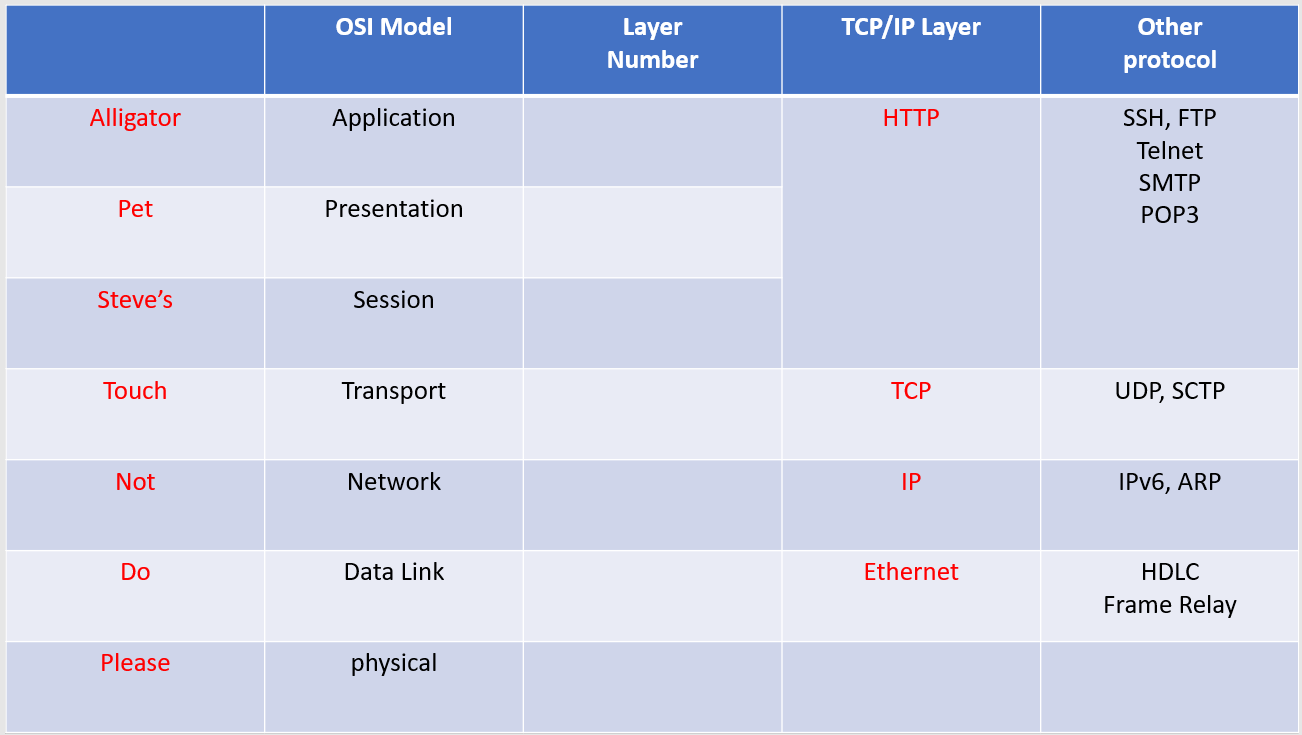 OSI Model
Layer
Number
TCP/IP Layer
Other
protocol
Alligator
Application
HTTP
SSH, FTP
Telnet
SMTP
POP3
Pet
Presentation
Steve’s
Session
Touch
Transport
TCP
UDP, SCTP
Not
Network
IP
IPv6, ARP
Do
Data Link
Ethernet
HDLC
Frame Relay
Please
physical